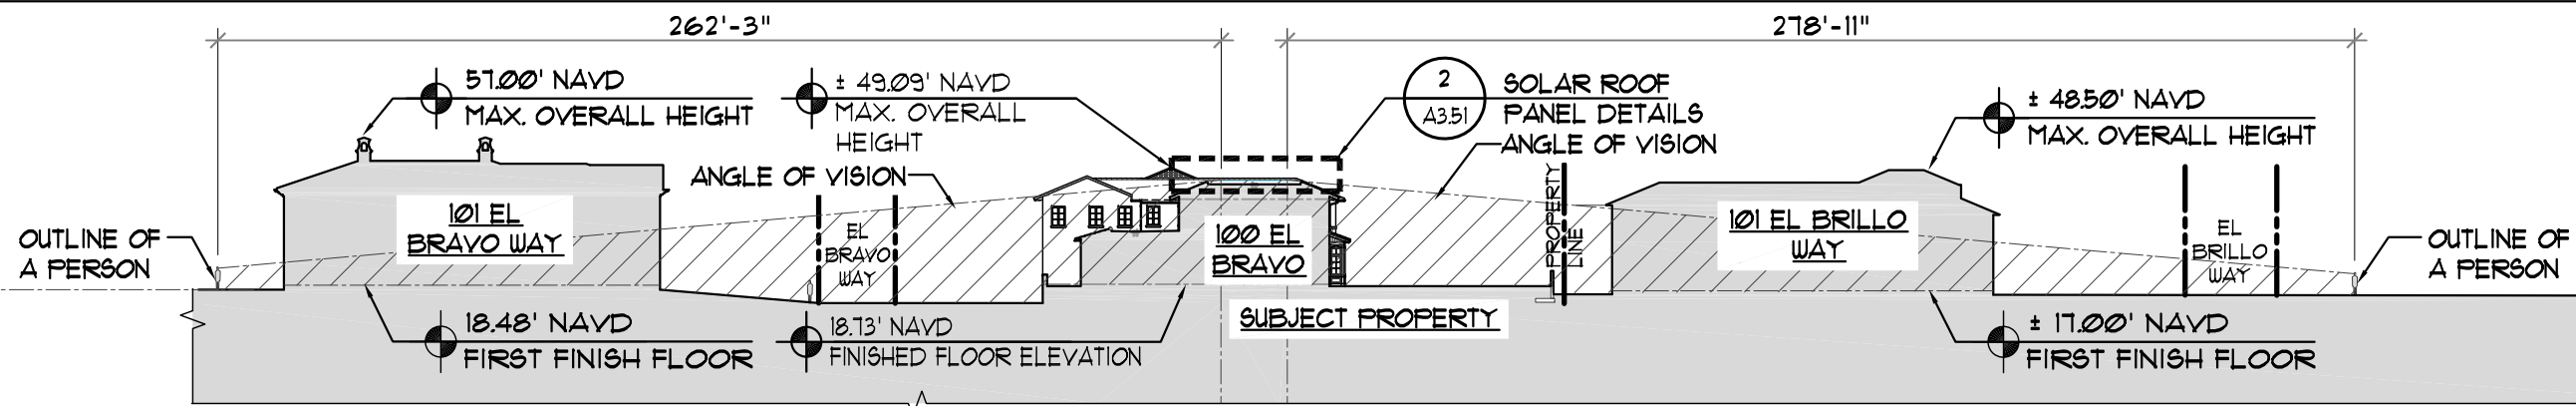 262'-3"
278'-11"
57.00' NAVD
MAX. OVERALL HEIGHT
± 49.09' NAVD
MAX. OVERALL
HEIGHT
2
A3.51
SOLAR ROOF
PANEL DETAILS
ANGLE OF VISION
± 48.50' NAVD
MAX. OVERALL HEIGHT
ANGLE OF VISION
PROPERTY
LINE
OUTLINE OF
A PERSON
101 EL
BRAVO WAY
EL
BRAVO
WAY
100 EL
BRAVO
101 EL BRILLO
WAY
EL
BRILLO
WAY
OUTLINE OF
A PERSON
SUBJECT PROPERTY
18.48' NAVD
FIRST FINISH FLOOR
18.73' NAVD
FINISHED FLOOR ELEVATION
± 17.00' NAVD
FIRST FINISH FLOOR